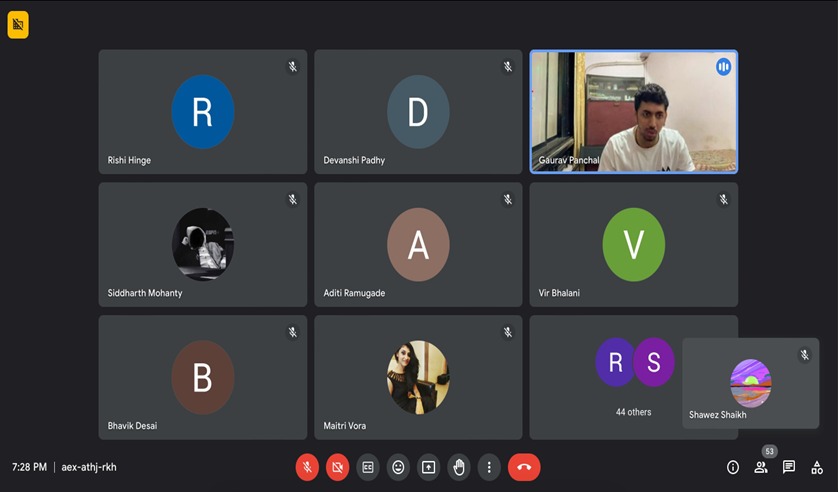 R
Rishi Hinge
D
Devanshi Padhy
Gaurav Panchal
Siddharth Mohanty
A
Aditi Ramugade
V
Vir Bhalani
B
Bhavik Desai
Maitri Vora
R S
44 others
Shawez Shaikh
7:28 PM | aex-athj-rkh
CC
53